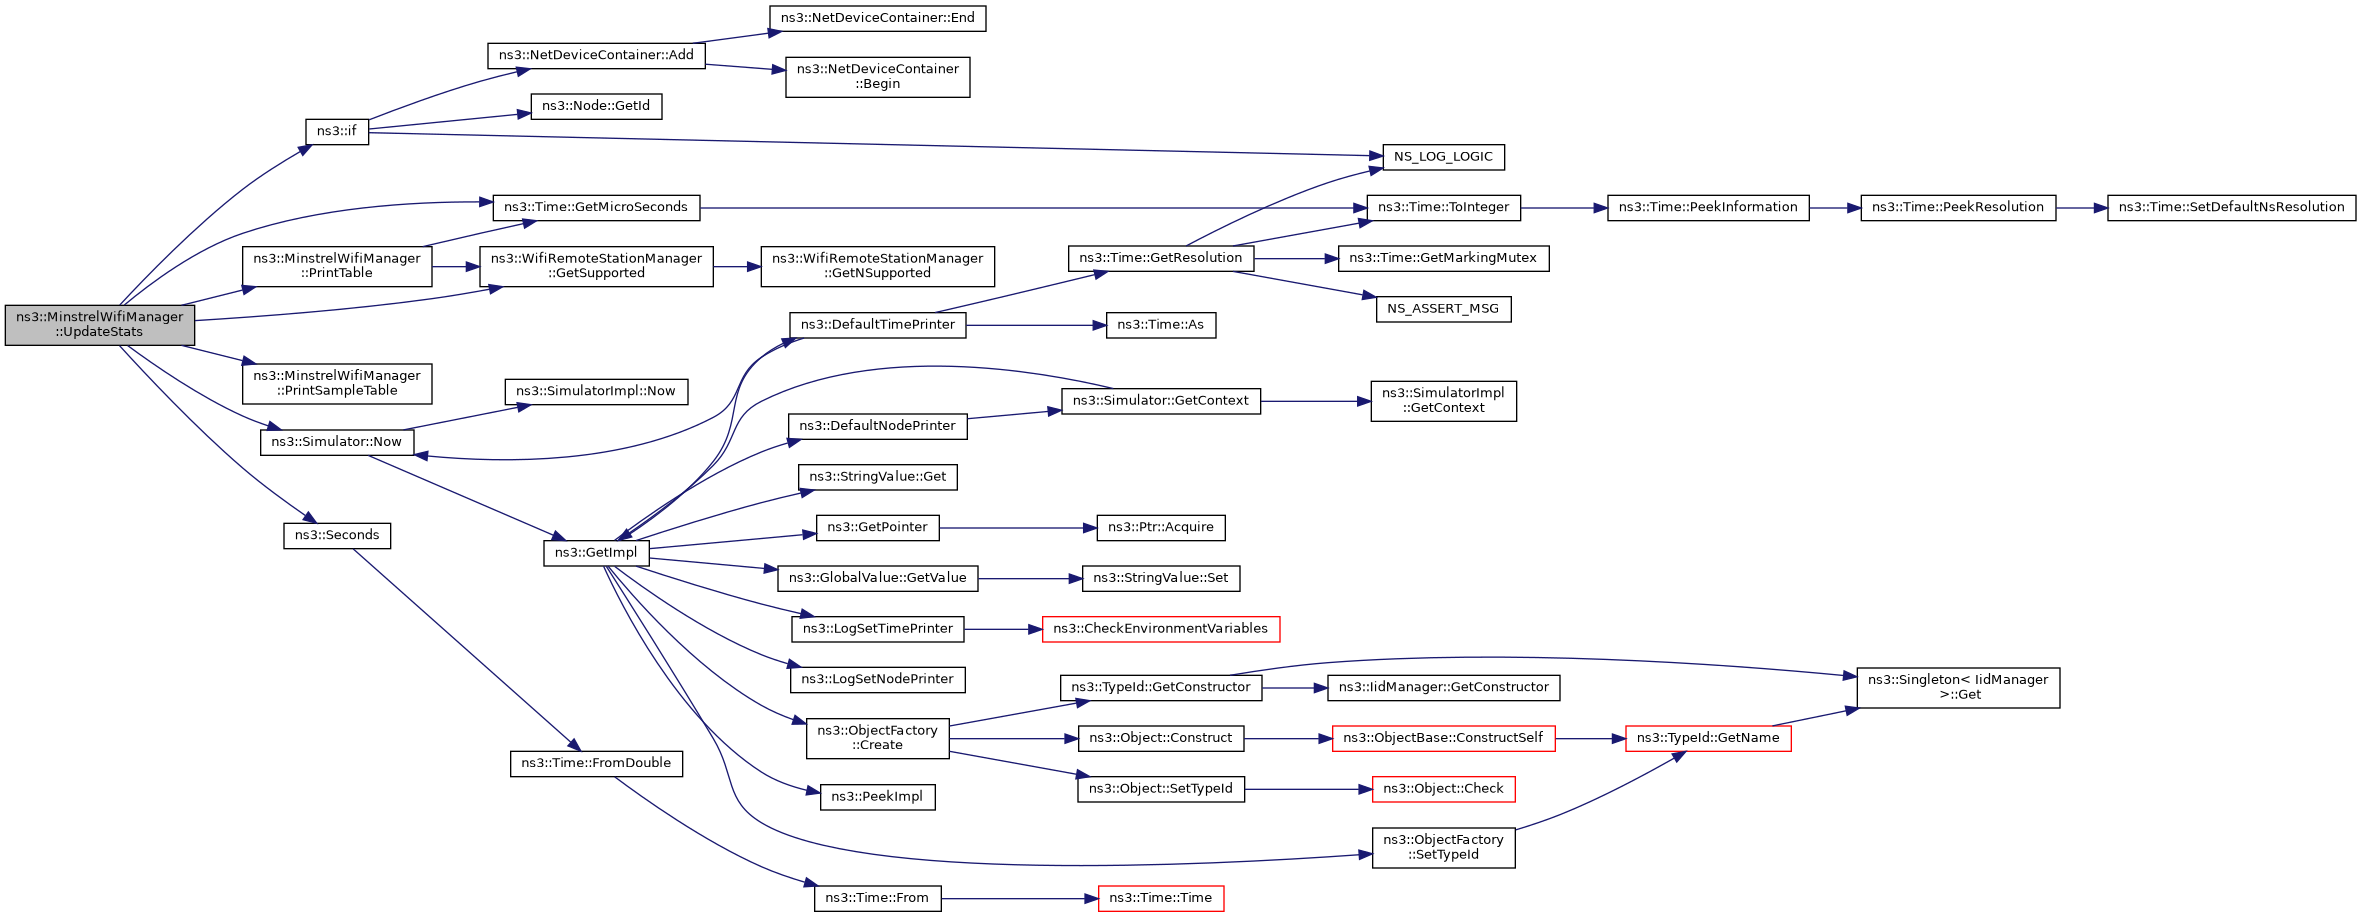 ns3::NetDeviceContainer::End
ns3::NetDeviceContainer::Add
ns3::NetDeviceContainer
::Begin
ns3::Node::GetId
ns3::if
NS_LOG_LOGIC
ns3::Time::GetMicroSeconds
ns3::Time::ToInteger
ns3::Time::PeekInformation
ns3::Time::PeekResolution
ns3::Time::SetDefaultNsResolution
ns3::MinstrelWifiManager
::PrintTable
ns3::WifiRemoteStationManager
::GetSupported
ns3::WifiRemoteStationManager
::GetNSupported
ns3::Time::GetResolution
ns3::Time::GetMarkingMutex
NS_ASSERT_MSG
ns3::MinstrelWifiManager
::UpdateStats
ns3::DefaultTimePrinter
ns3::Time::As
ns3::MinstrelWifiManager
::PrintSampleTable
ns3::SimulatorImpl::Now
ns3::Simulator::GetContext
ns3::SimulatorImpl
::GetContext
ns3::DefaultNodePrinter
ns3::Simulator::Now
ns3::StringValue::Get
ns3::Seconds
ns3::GetPointer
ns3::Ptr::Acquire
ns3::GetImpl
ns3::GlobalValue::GetValue
ns3::StringValue::Set
ns3::LogSetTimePrinter
ns3::CheckEnvironmentVariables
ns3::LogSetNodePrinter
ns3::TypeId::GetConstructor
ns3::IidManager::GetConstructor
ns3::Singleton< IidManager
>::Get
ns3::ObjectFactory
::Create
ns3::Object::Construct
ns3::ObjectBase::ConstructSelf
ns3::TypeId::GetName
ns3::Time::FromDouble
ns3::Object::SetTypeId
ns3::Object::Check
ns3::PeekImpl
ns3::ObjectFactory
::SetTypeId
ns3::Time::From
ns3::Time::Time